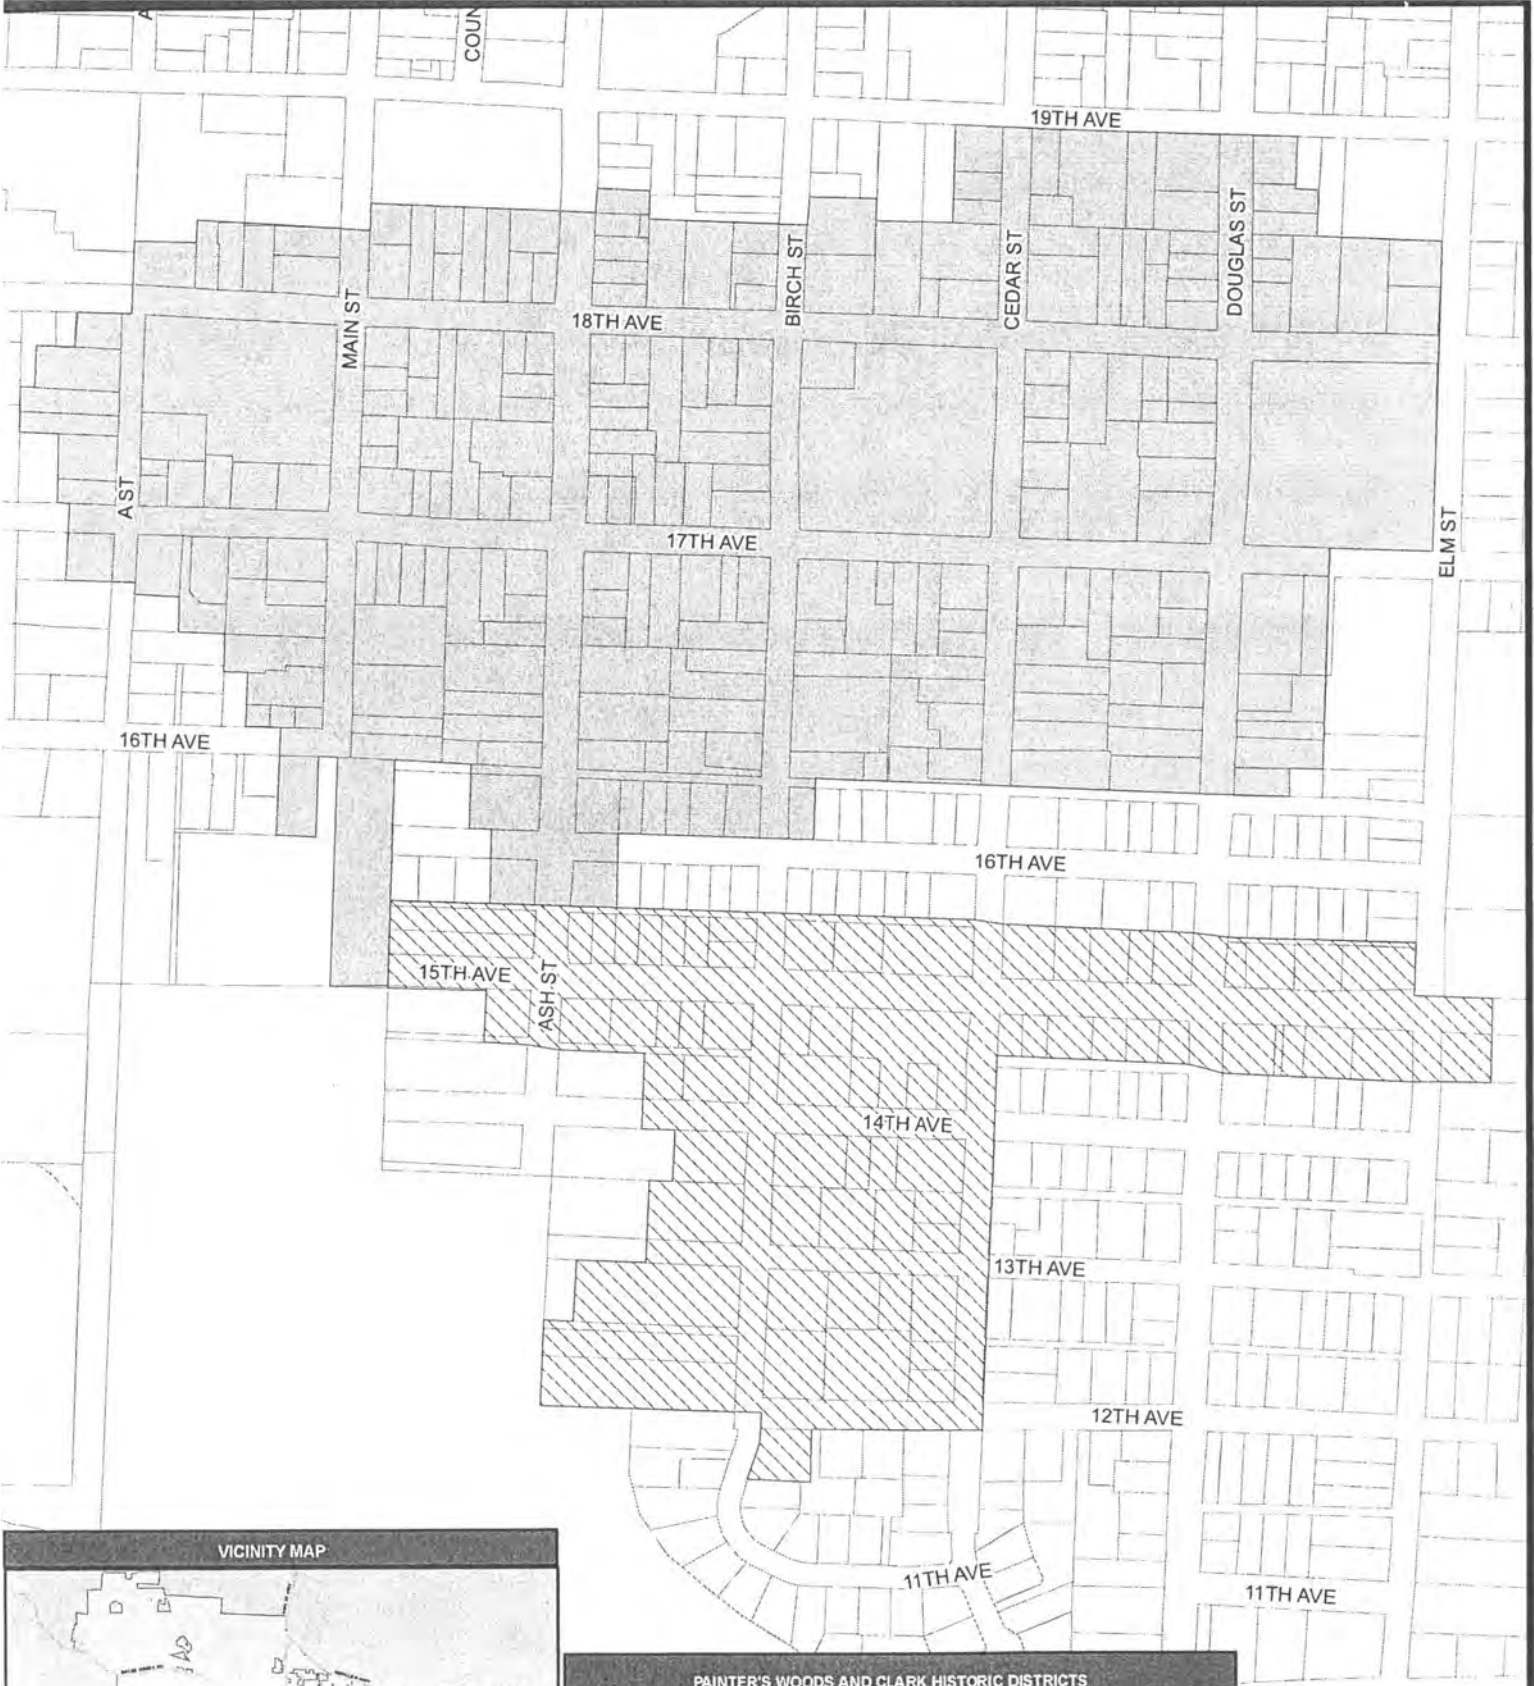 COUN
19TH AVE
DOUGLAS ST
CEDAR ST
BIRCH ST
MAIN ST
18TH AVE
A ST
17TH AVE
ELM ST
16TH AVE
16TH AVE
15TH AVE
ASH ST
14TH AVE
13TH AVE
12TH AVE
11TH AVE
11TH AVE
VICINITY MAP
PAINTER'S WOODS AND CLARK HISTORIC DISTRICTS